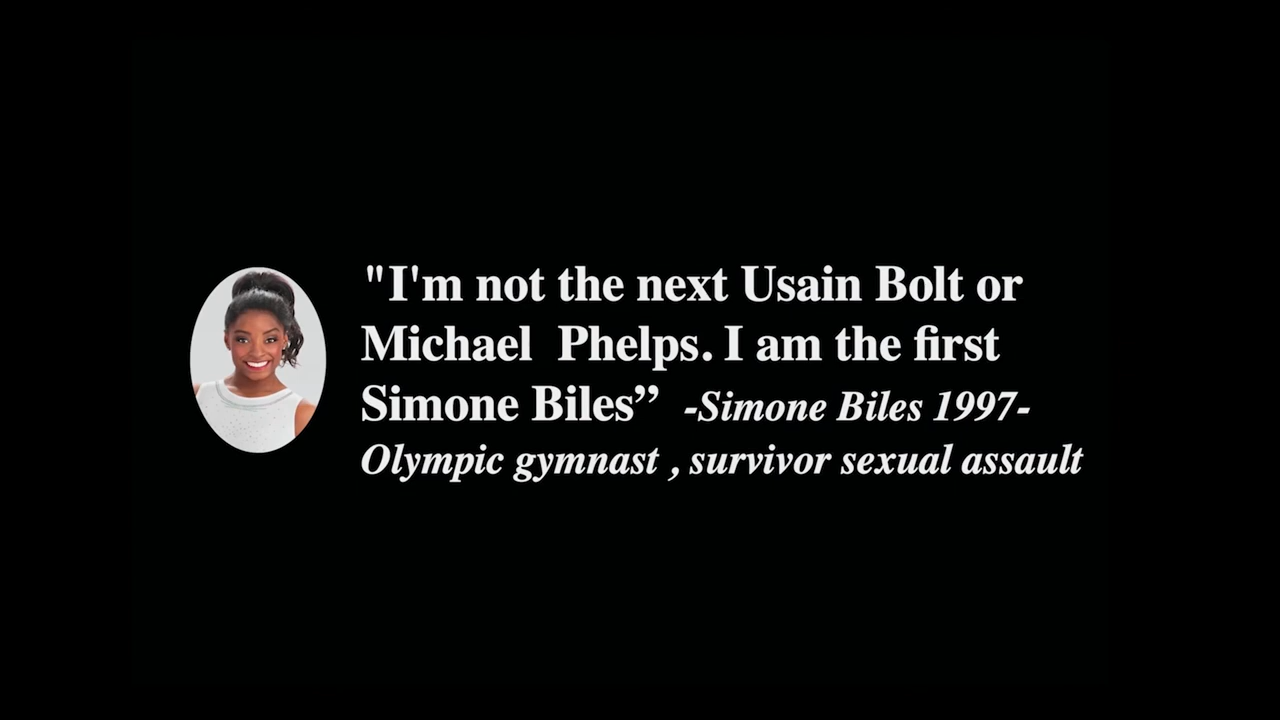 "I'm not the next Usain Bolt or
Michael  Phelps. I am the first
Simone Biles”  -Simone Biles 1997-
Olympic gymnast , survivor sexual assault